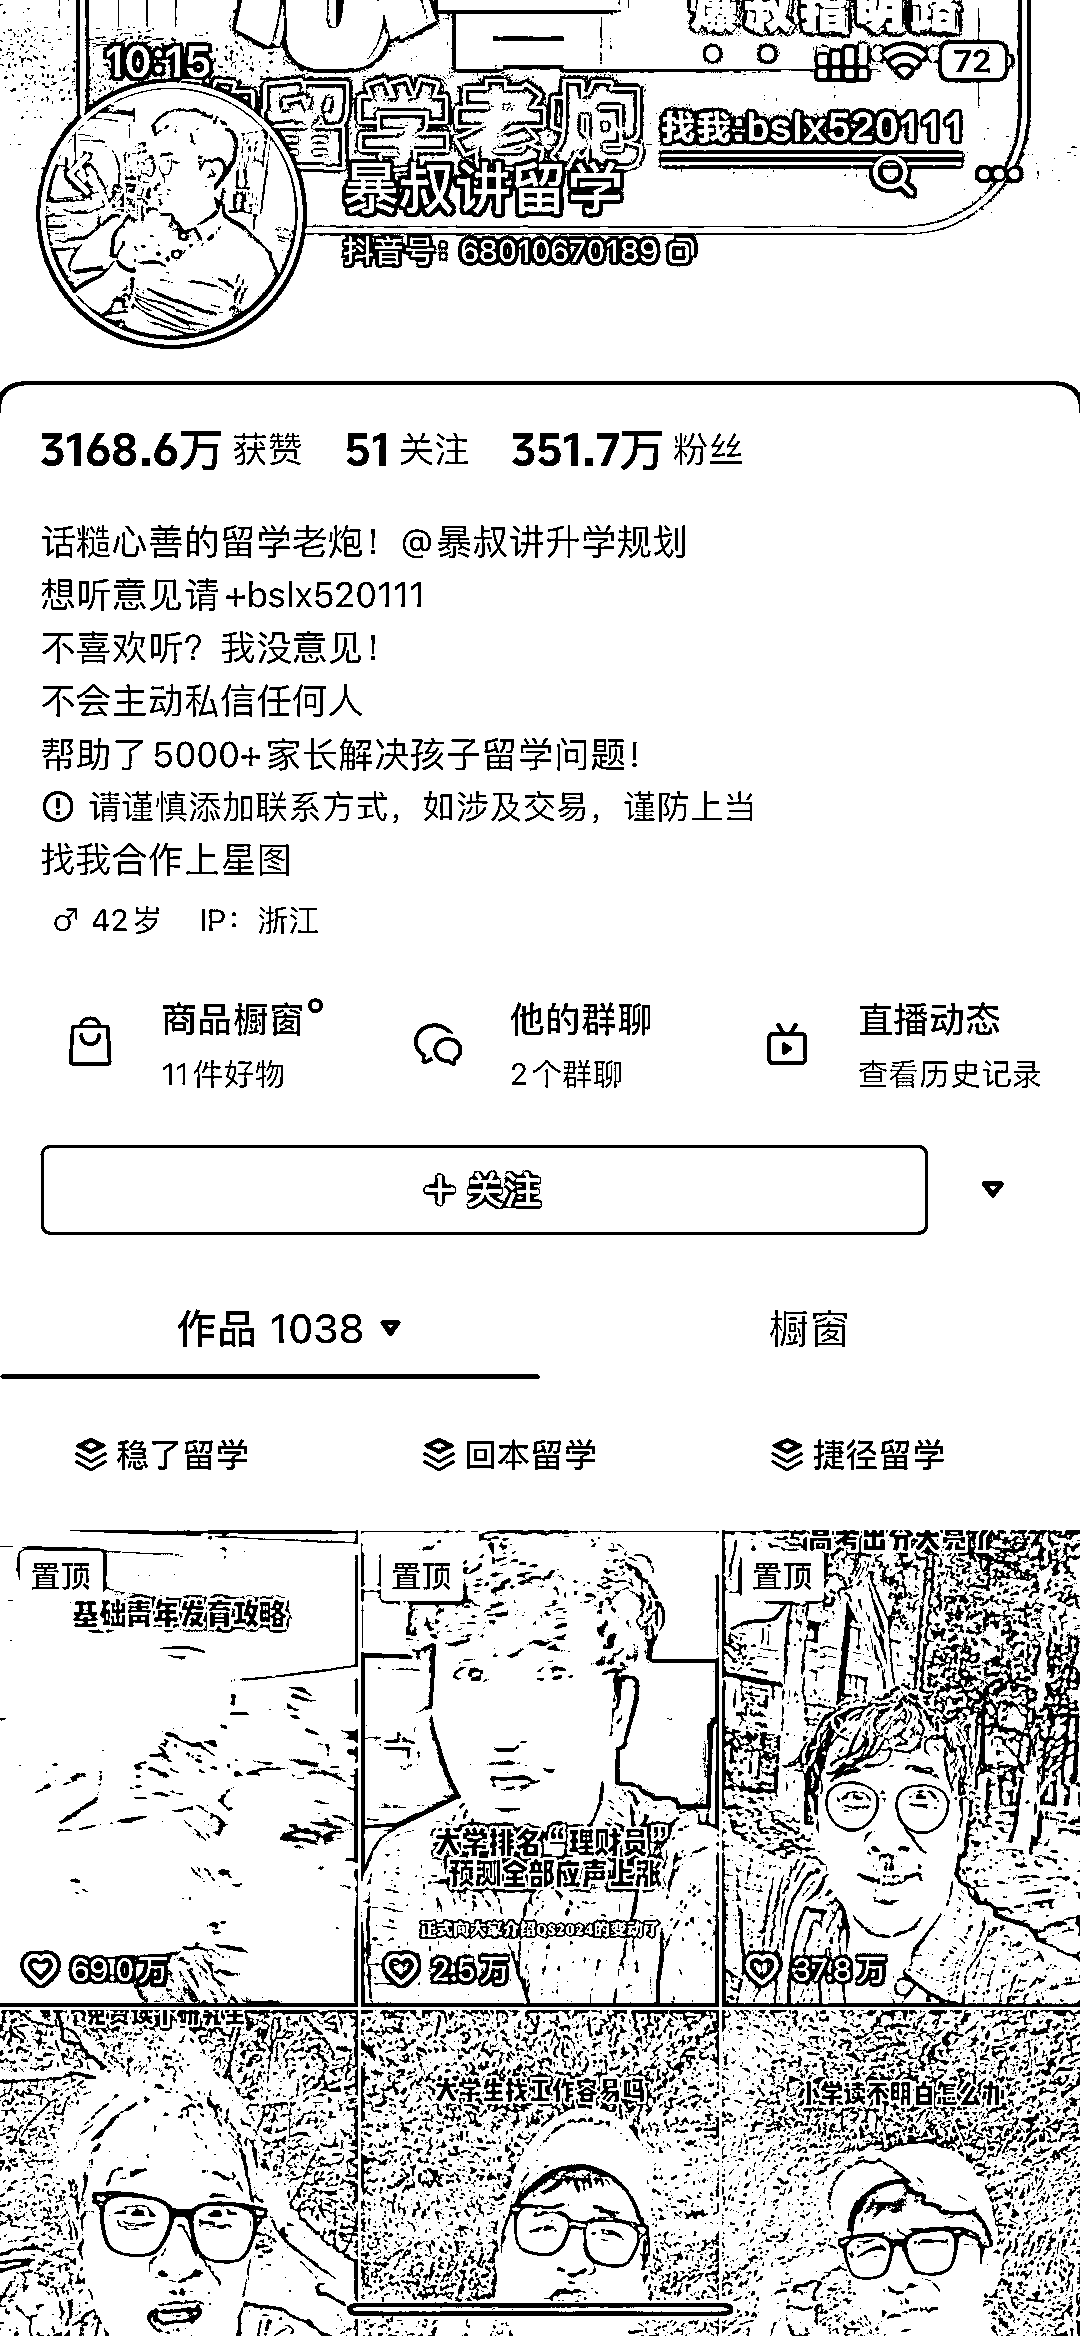 爆叔指明路
10:15
72
留学老炮
找我:bslx520111
暴叔讲留学
抖音号: 68010670189
3168.6万 获赞 51 关注 351.7万 粉丝
话糙心善的留学老炮！@暴叔讲升学规划
想听意见请+bslx520111
不喜欢听？我没意见！
不会主动私信任何人
帮助了5000+家长解决孩子留学问题！
请谨慎添加联系方式，如涉及交易，谨防上当
找我合作上星图
♂ 42岁 IP：浙江
商品橱窗 他的群聊 直播动态
11件好物 2个群聊 查看历史记录
+ 关注
作品 1038 橱窗
稳了留学 回本留学 捷径留学
置顶 置顶 置顶
高考出分大亮
基础青年发育攻略
大学排名“理财员”
预测全部应声上涨
正式向大家介绍QS2024的变动了
69.0万 2.5万 37.8万
大学生找工作容易吗
小学读不明白怎么办